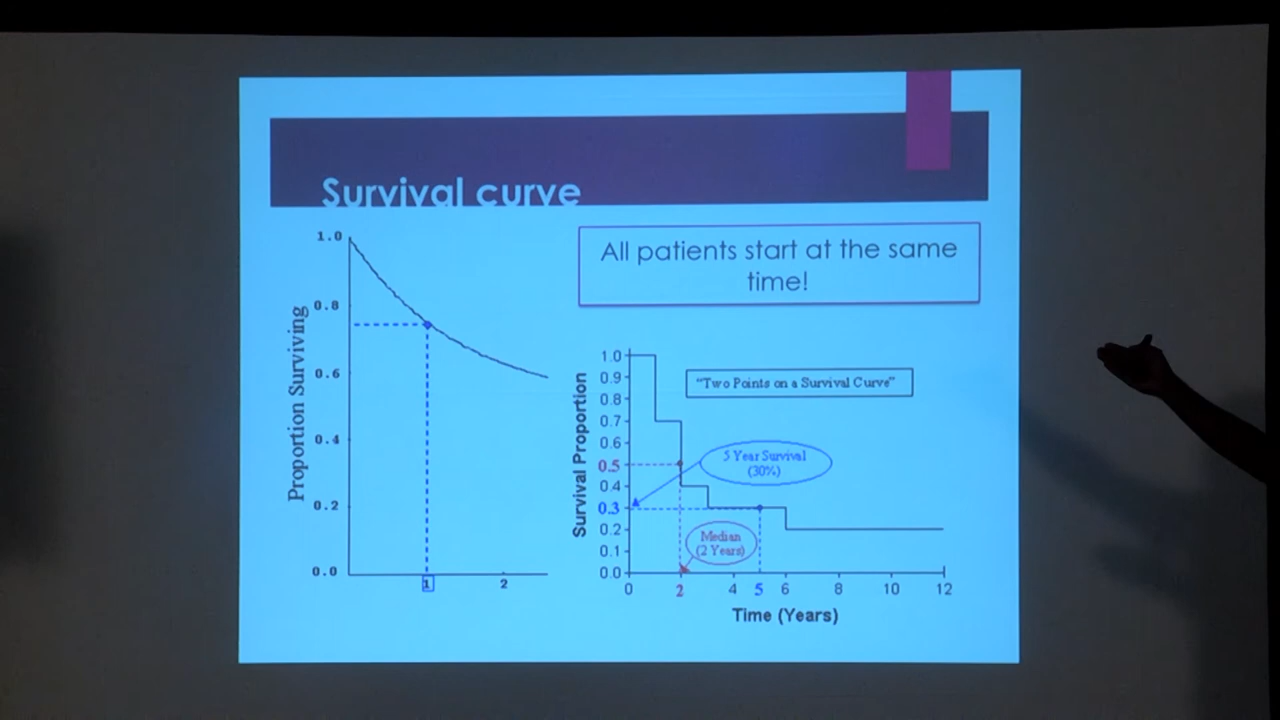 Survival curve
All patients start at the same
time!
Proportion Surviving
1.0
0.8
0.6
0.4
0.2
0.0
1
2
"Two Points on a Survival Curve"
Survival Proportion
1.0
0.9
0.8
0.7
0.6
0.5
0.4
0.3
0.2
0.1
0.0
5 Year Survival
(30%)
Median
(2 Years)
0 2 4 5 6 8 10 12
Time (Years)